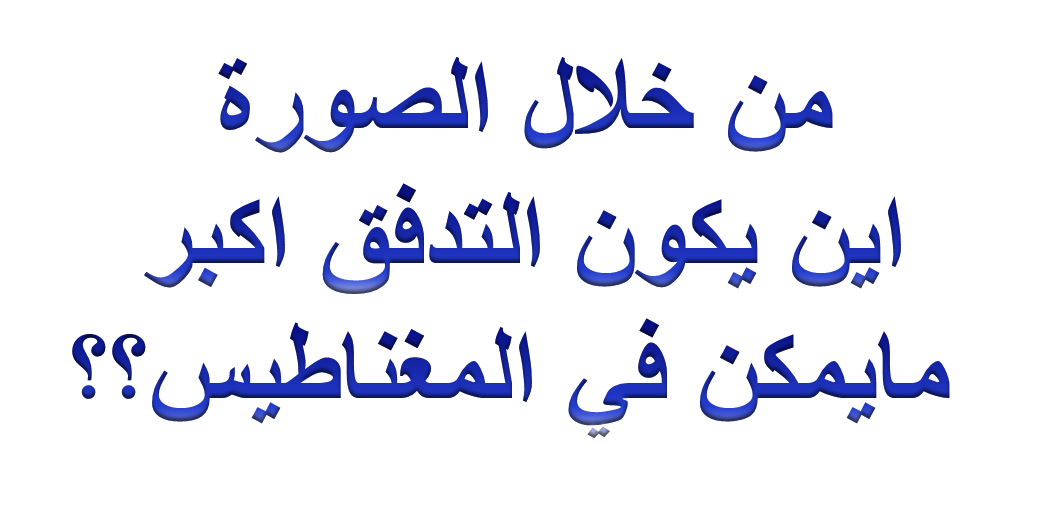 من خلال الصورة
اين يكون التدفق اكبر
مايمكن في المغناطيس؟؟